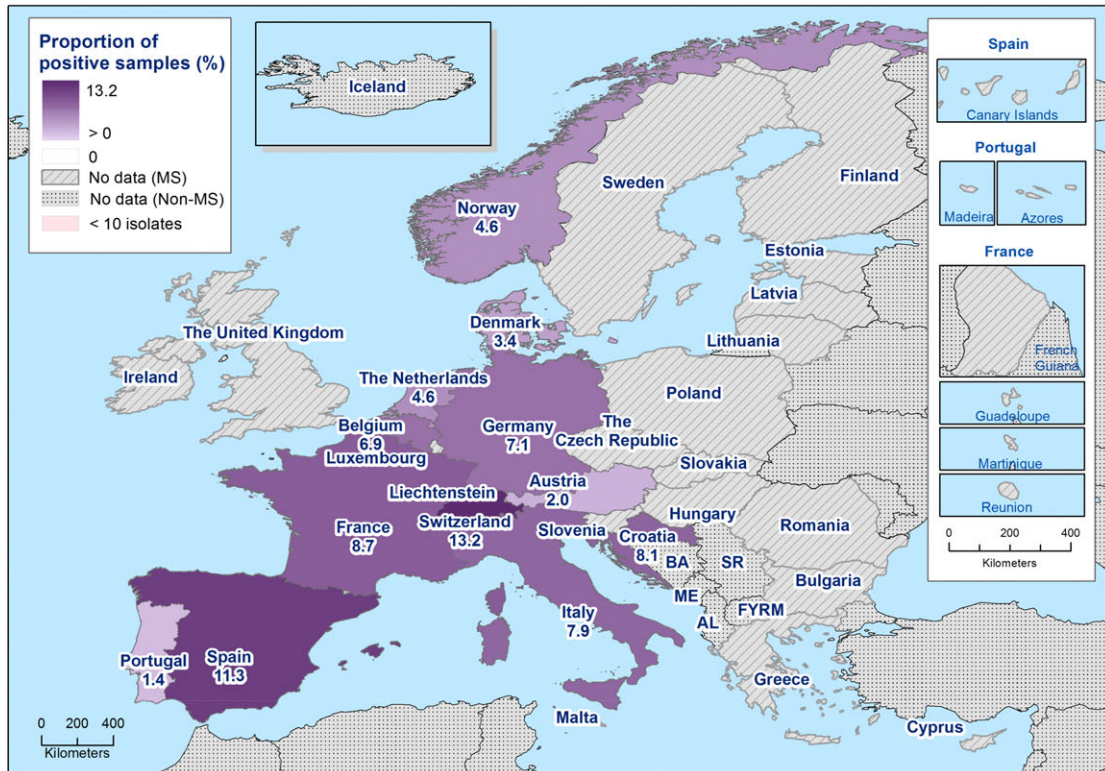 Proportion of
positive samples (%)
13.2
> 0
0
No data (MS)
No data (Non-MS)
< 10 isolates
Iceland
Norway
4.6
Sweden
Finland
Estonia
Latvia
Lithuania
Denmark
3.4
The United Kingdom
Ireland
The Netherlands
4.6
Belgium
6.9
Luxembourg
Germany
7.1
Poland
The
Czech Republic
Slovakia
Austria
2.0
Liechtenstein
Switzerland
13.2
France
8.7
Hungary
Slovenia
Croatia
8.1
Romania
BA
SR
Bulgaria
ME
FYRM
AL
Italy
7.9
Portugal
1.4
Spain
11.3
Greece
Malta
Cyprus
0 200 400
Kilometers
Spain
Canary Islands
Portugal
Madeira
Azores
France
French
Guiana
Guadeloupe
Martinique
Reunion
0 200 400
Kilometers